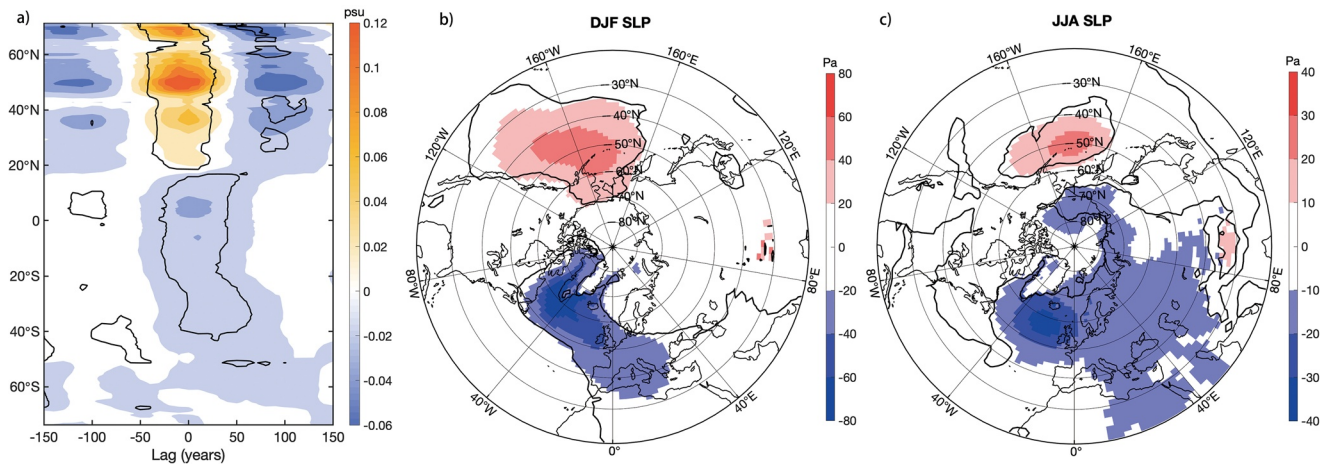 a)
psu
0.12
0.1
0.08
0.06
0.04
0.02
0
-0.02
-0.04
-0.06
60°N
40°N
20°N
0
20°S
40°S
60°S
-150 -100 -50 0 50 100 150
Lag (years)
b)
DJF SLP
160°W
160°E
120°W
120°E
80°W
80°E
40°W
40°E
0°
30°N
40°N
50°N
60°N
70°N
80°N
Pa
80
60
40
20
0
-20
-40
-60
-80
c)
JJA SLP
160°W
160°E
120°W
120°E
80°W
80°E
40°W
40°E
0°
30°N
40°N
50°N
60°N
70°N
80°N
Pa
40
30
20
10
0
-10
-20
-30
-40